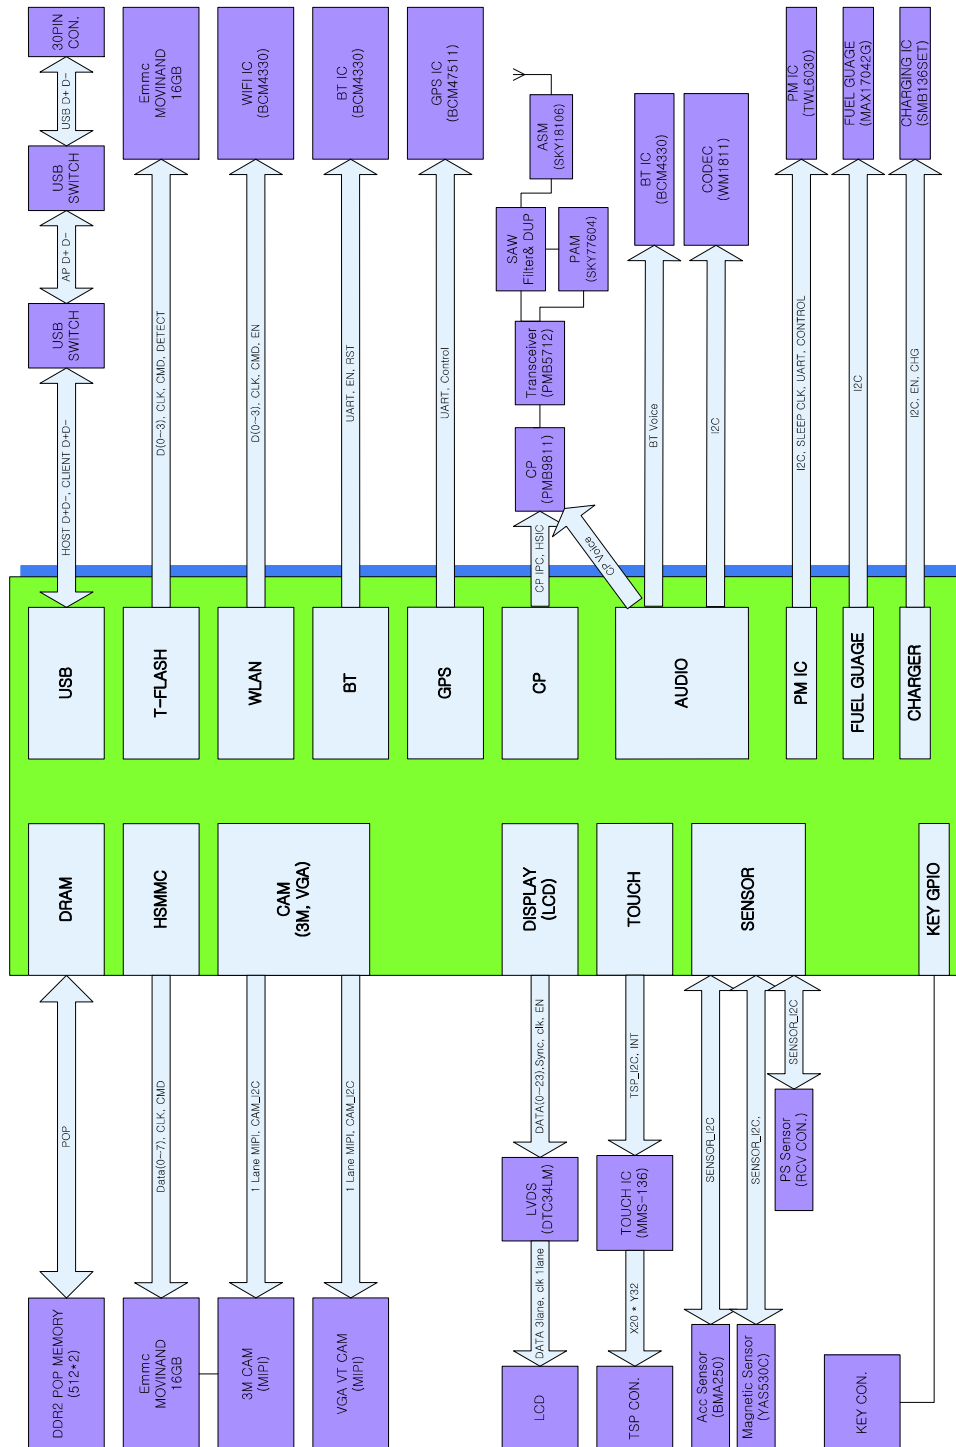 30PIN
CON.
USB D+ D-
USB
SWITCH
AP D+ D-
USB
SWITCH
HOST D+D-, CLIENT D+D-
USB
Emmc
MOVINAND
16GB
D(0-3), CLK, CMD, DETECT
T-FLASH
WIFI IC
(BCM4330)
D(0-3), CLK, CMD, EN
WLAN
BT IC
(BCM4330)
UART, EN, RST
BT
GPS IC
(BCM47511)
UART, Control
GPS
ASM
(SKY18106)
SAW
Filter& DUP
PAM
(SKY77604)
Transceiver
(PMB5712)
CP
(PMB9811)
CP IPC, HSIC
CP Voice
CP
BT IC
(BCM4330)
BT Voice
CODEC
(WM1811)
I2C
AUDIO
PM IC
(TWL6030)
I2C, SLEEP CLK, UART, CONTROL
PM IC
FUEL GUAGE
(MAX17042G)
I2C
FUEL GUAGE
CHARGING IC
(SMB136SET)
I2C, EN, CHG
CHARGER
DRAM
POP
DDR2 POP MEMORY
(512*2)
HSMMC
Data(0-7), CLK, CMD
Emmc
MOVINAND
16GB
CAM
(3M, VGA)
1 Lane MIPI, CAM_I2C
3M CAM
(MIPI)
1 Lane MIPI, CAM_I2C
VGA VT CAM
(MIPI)
DISPLAY
(LCD)
DATA(0-23),Sync, clk, EN
LVDS
(DTC34LM)
DATA 3lane, clk 1lane
LCD
TOUCH
TSP_I2C, INT
TOUCH IC
(MMS-136)
X20 * Y32
TSP CON.
SENSOR
SENSOR_I2C
Acc Sensor
(BMA250)
SENSOR_I2C,
Magnetic Sensor
(YAS530C)
SENSOR_I2C
PS Sensor
(RCV CON.)
KEY GPIO
KEY CON.